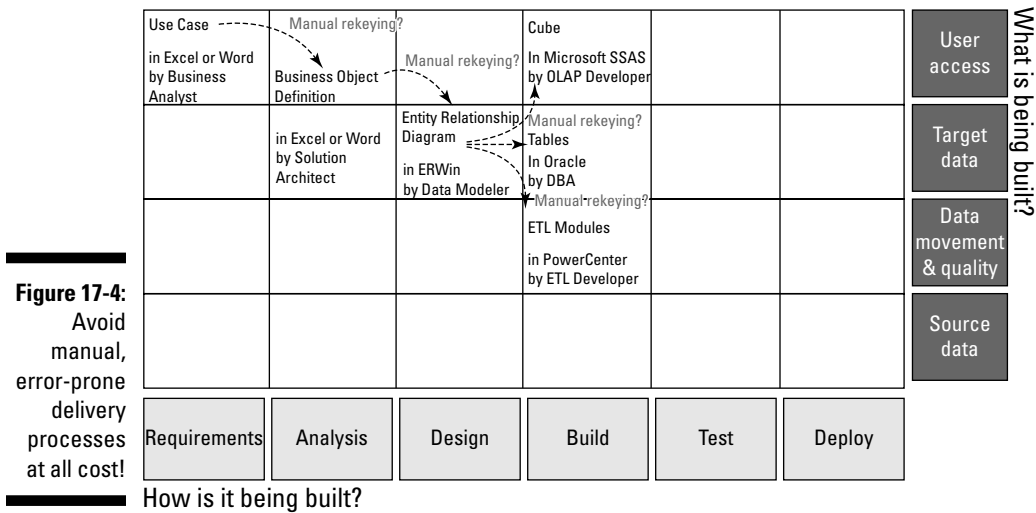 Use Case
in Excel or Word
by Business
Analyst
Manual rekeying?
Business Object
Definition
in Excel or Word
by Solution
Architect
Manual rekeying?
Entity Relationship
Diagram
in ERWin
by Data Modeler
Cube
In Microsoft SSAS
by OLAP Developer
Manual rekeying?
Tables
In Oracle
by DBA
Manual rekeying?
ETL Modules
in PowerCenter
by ETL Developer
User
access
Target
data
Data
movement
& quality
Source
data
What is being built?
Figure 17-4:
Avoid
manual,
error-prone
delivery
processes
at all cost!
Requirements
Analysis
Design
Build
Test
Deploy
How is it being built?